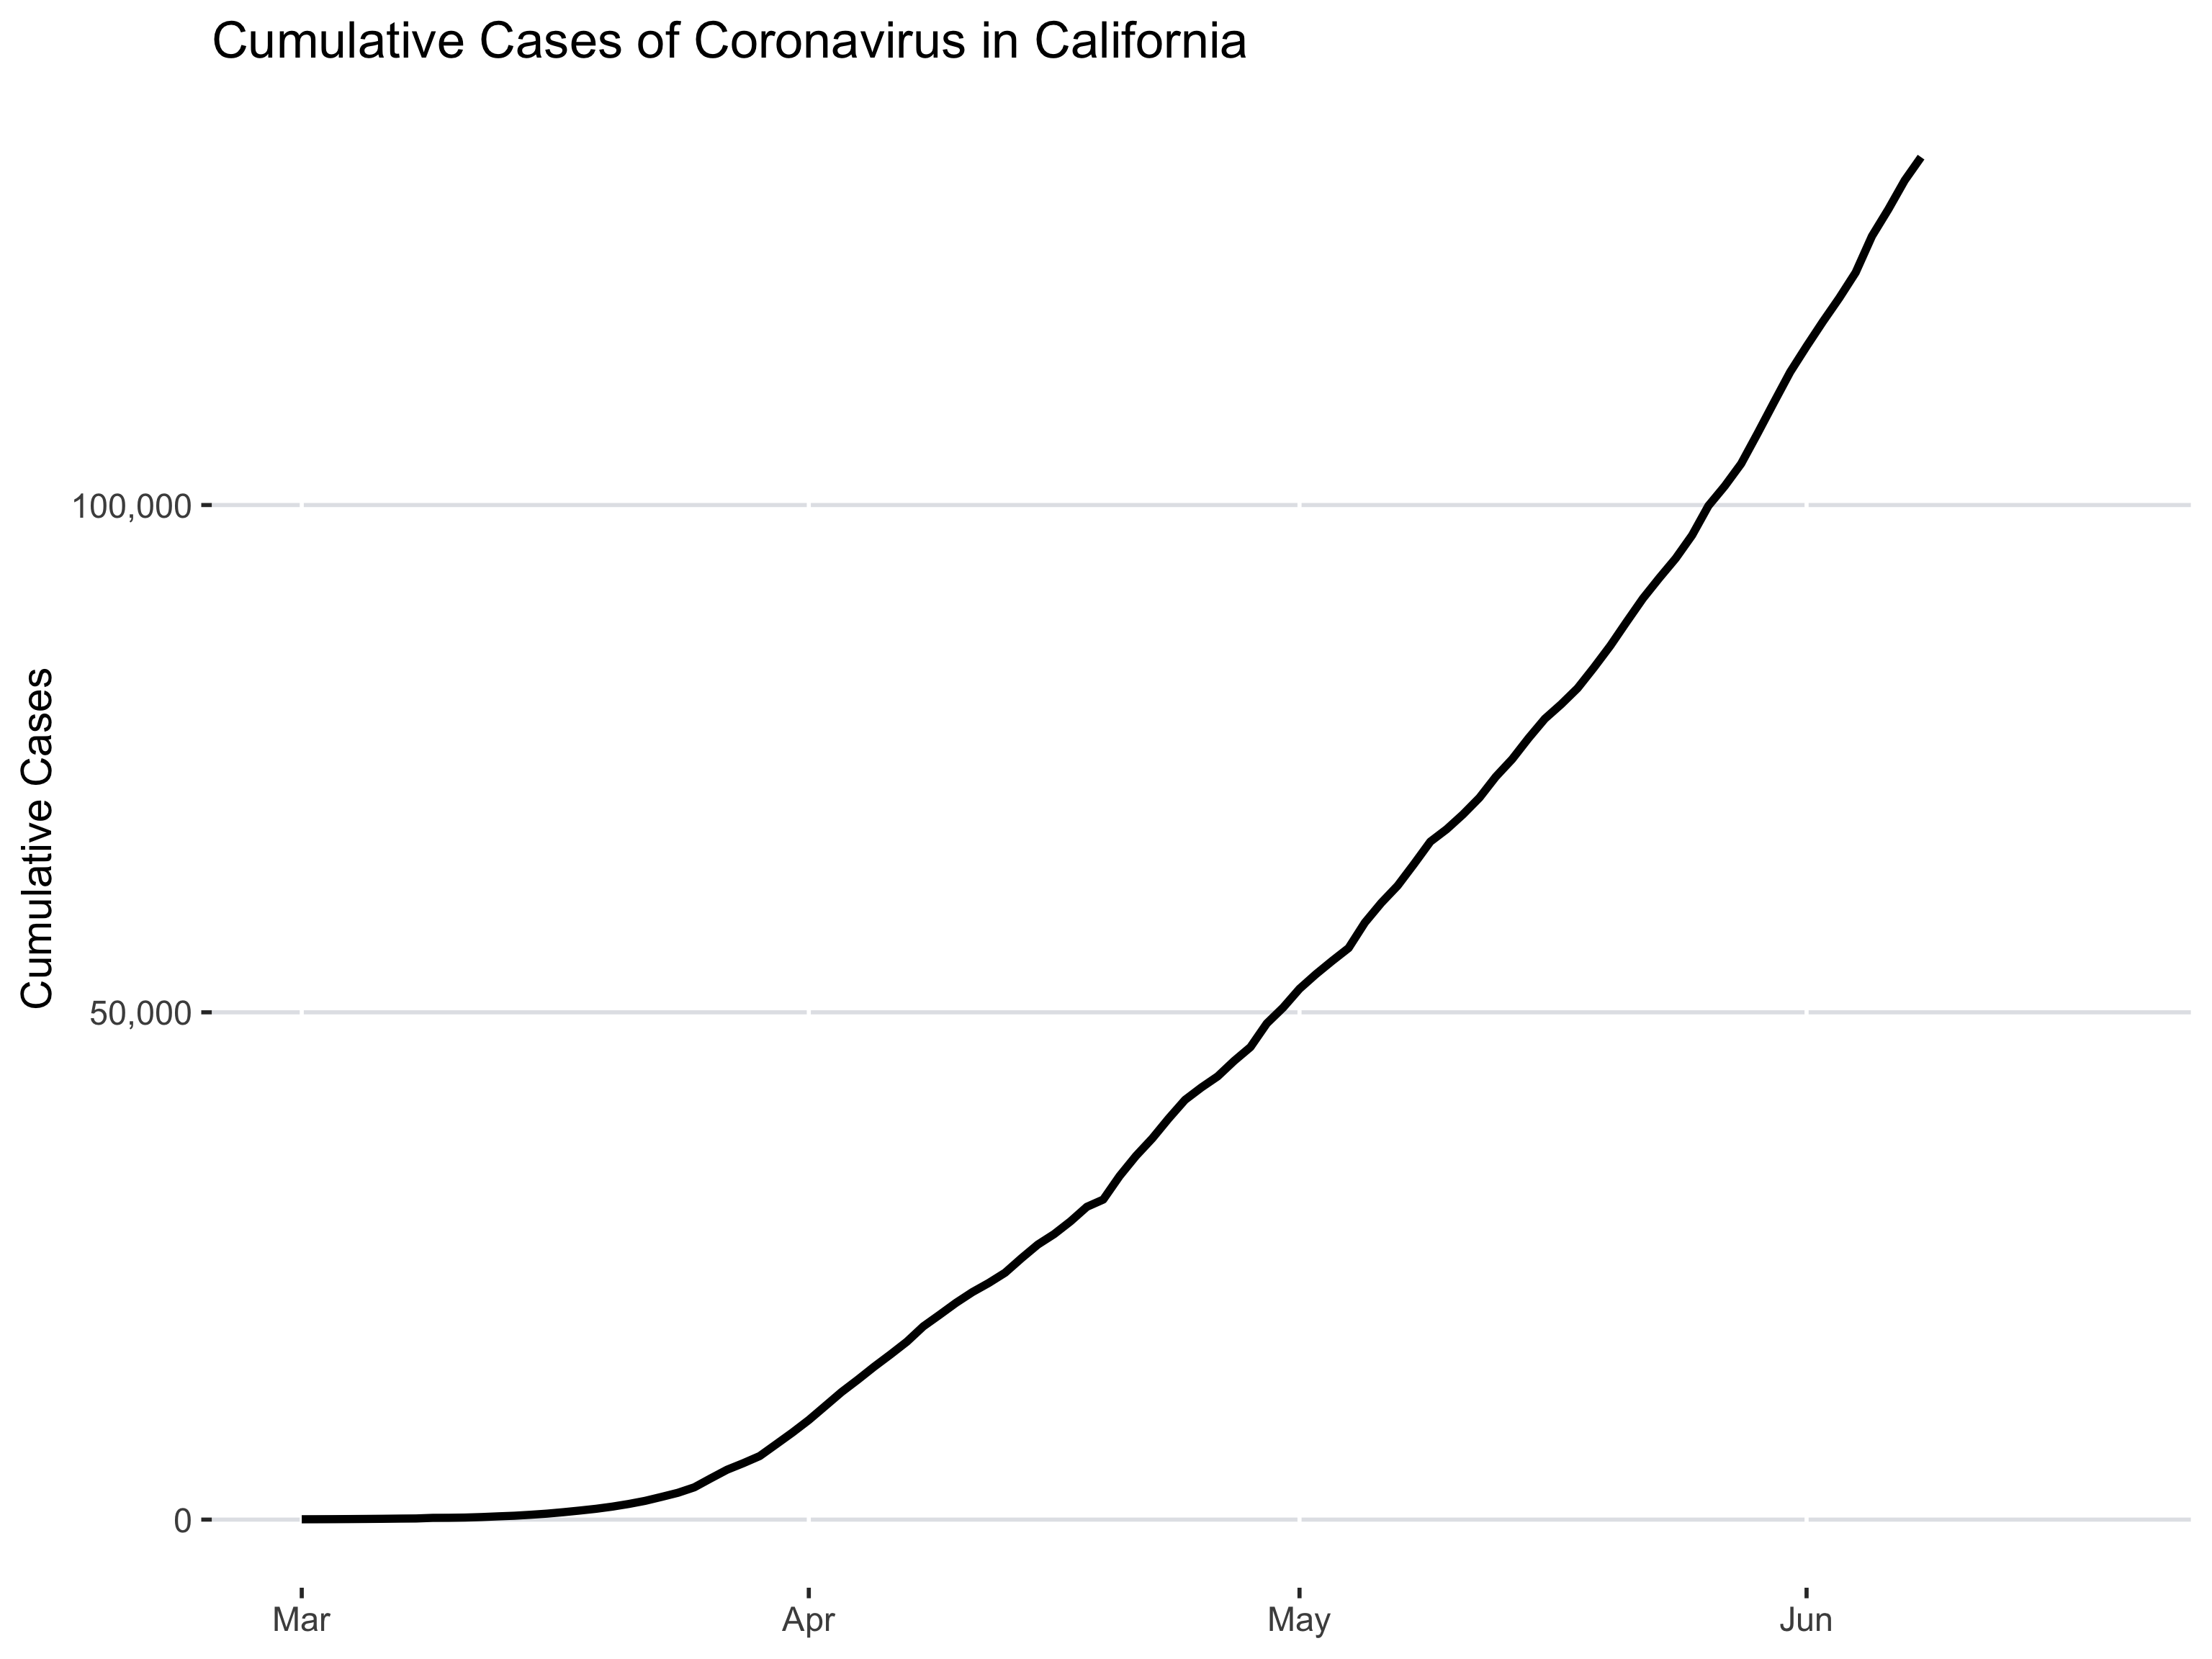 Cumulative Cases of Coronavirus in California
Cumulative Cases
100,000
50,000
0
Mar
Apr
May
Jun